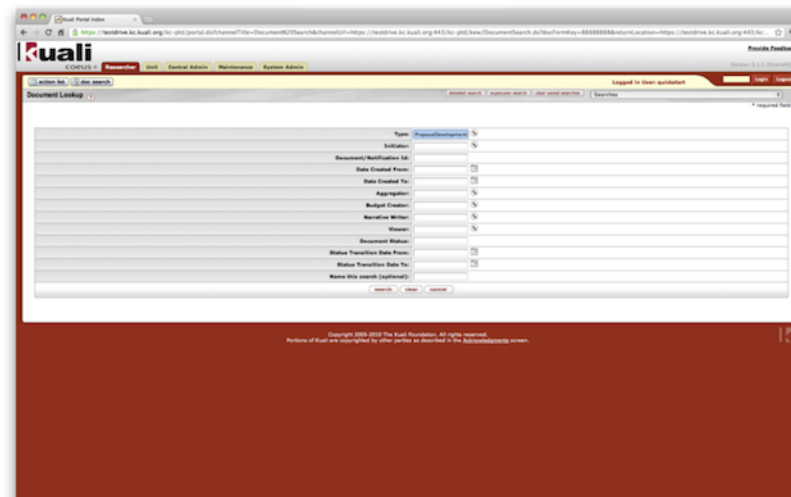 Kuali Portal Index
https://testdrive.kc.kuali.org/kc-ptd/portal.do?channelTitle=Document%20Search&channelUrl=https://testdrive.kc.kuali.org:443/kc-ptd/kew/DocumentSearch.do?docFormKey=88888888&returnLocation=https://testdrive.kc.kuali.org:443/kc...
kuali
coeus
Provide Feedba
Researcher Unit Central Admin Maintenance System Admin
action list doc search
Logged in User: quickstart
Login Logou
Document Lookup
detailed search superuser search clear saved searches Searches
* required field
Type: ProposalDevelopment
Initiator:
Document/Notification Id:
Date Created From:
Date Created To:
Aggregator:
Budget Creator:
Narrative Writer:
Viewer:
Document Status:
Status Transition Date From:
Status Transition Date To:
Name this search (optional):
search clear cancel
Copyright 2005-2010 The Kuali Foundation. All rights reserved.
Portions of Kuali are copyrighted by other parties as described in the Acknowledgments screen.